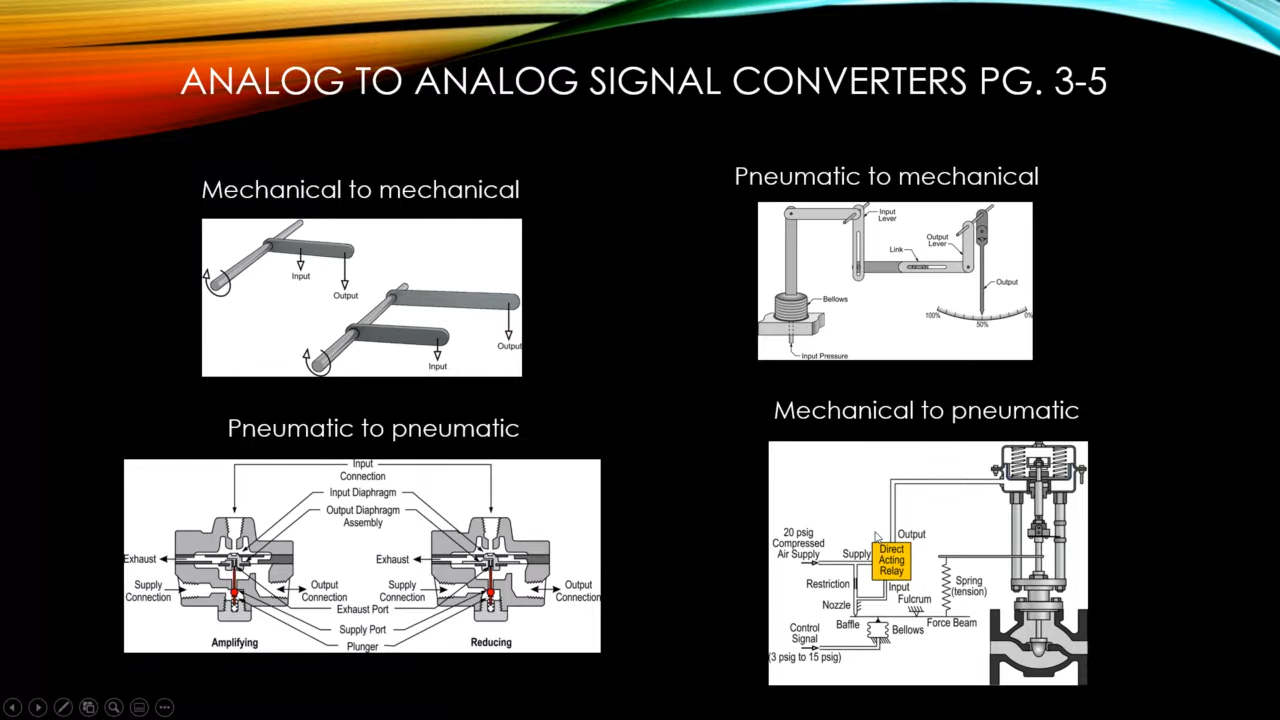 ANALOG TO ANALOG SIGNAL CONVERTERS PG. 3-5
Mechanical to mechanical
Input
Output
Output
Input
Pneumatic to mechanical
Input
Lever
Output
Lever
Link
Output
Bellows
100%
50%
0%
Input Pressure
Pneumatic to pneumatic
Input
Connection
Input Diaphragm
Output Diaphragm
Assembly
Exhaust
Exhaust
Supply
Connection
Output
Connection
Supply
Connection
Output
Connection
Exhaust Port
Supply Port
Plunger
Amplifying
Reducing
Mechanical to pneumatic
20 psig
Compressed
Air Supply
Output
Supply
Direct
Acting
Relay
Restriction
Input
Spring
(tension)
Nozzle
Fulcrum
Baffle
Bellows
Force Beam
Control
Signal
(3 psig to 15 psig)